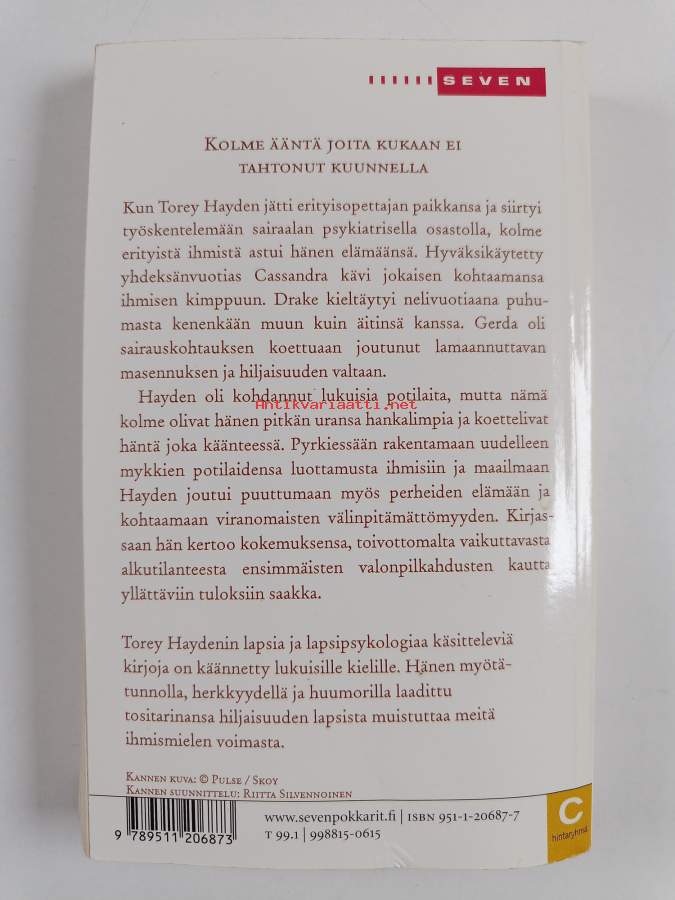 SEVEN
Kolme ääntä joita kukaan ei
tahtonut kuunnella
Kun Torey Hayden jätti erityisopettajan paikkansa ja siirtyi
työskentelemään sairaalan psykiatrisella osastolla, kolme
erityistä ihmistä astui hänen elämäänsä. Hyväksikäytetty
yhdeksänvuotias Cassandra kävi jokaisen kohtaamansa
ihmisen kimppuun. Drake kieltäytyi nelivuotiaana puhu-
masta kenenkään muun kuin äitinsä kanssa. Gerda oli
sairauskohtauksen koettuaan joutunut lamaannuttavan
masennuksen ja hiljaisuuden valtaan.
Hayden oli kohdannut lukuisia potilaita, mutta nämä
Antikvariaatti.net
kolme olivat hänen pitkän uransa hankalimpia ja koettelivat
häntä joka käänteessä. Pyrkiessään rakentamaan uudelleen
mykkien potilaidensa luottamusta ihmisiin ja maailmaan
Hayden joutui puuttumaan myös perheiden elämään ja
kohtaamaan viranomaisten välinpitämättömyyden. Kirjas-
saan hän kertoo kokemuksensa, toivottomalta vaikuttavasta
alkutilanteesta ensimmäisten valonpilkahdusten kautta
yllättäviin tuloksiin saakka.
Torey Haydenin lapsia ja lapsipsykologiaa käsitteleviä
kirjoja on käännetty lukuisille kielille. Hänen myötä-
tunnolla, herkkyydellä ja huumorilla laadittu
tositarinansa hiljaisuuden lapsista muistuttaa meitä
ihmismielen voimasta.
Kannen kuva: © Pulse / Skoy
Kannen suunnittelu: Riitta Silvennoinen
www.sevenpokkarit.fi | ISBN 951-1-20687-7
T 99.1 | 998815-0615
9 789511 206873
C
hintaryhmä